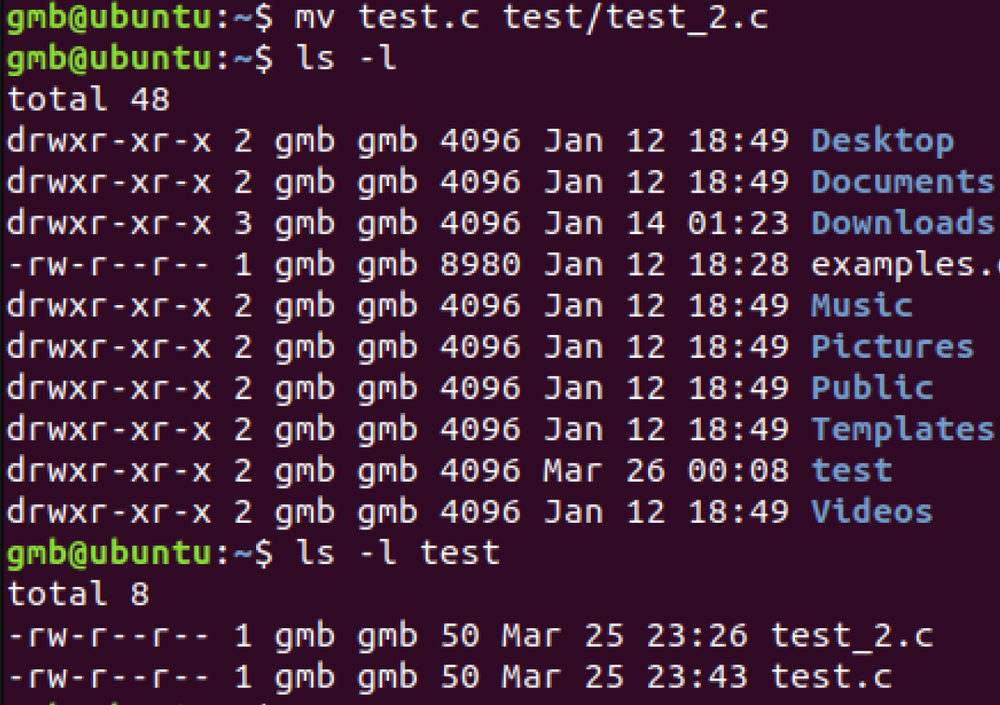 gmb@ubuntu:~$ mv test.c test/test_2.c
gmb@ubuntu:~$ ls -l
total 48
drwxr-xr-x 2 gmb gmb 4096 Jan 12 18:49 Desktop
drwxr-xr-x 2 gmb gmb 4096 Jan 12 18:49 Documents
drwxr-xr-x 3 gmb gmb 4096 Jan 14 01:23 Downloads
-rw-r--r-- 1 gmb gmb 8980 Jan 12 18:28 examples.
drwxr-xr-x 2 gmb gmb 4096 Jan 12 18:49 Music
drwxr-xr-x 2 gmb gmb 4096 Jan 12 18:49 Pictures
drwxr-xr-x 2 gmb gmb 4096 Jan 12 18:49 Public
drwxr-xr-x 2 gmb gmb 4096 Jan 12 18:49 Templates
drwxr-xr-x 2 gmb gmb 4096 Mar 26 00:08 test
drwxr-xr-x 2 gmb gmb 4096 Jan 12 18:49 Videos
gmb@ubuntu:~$ ls -l test
total 8
-rw-r--r-- 1 gmb gmb 50 Mar 25 23:26 test_2.c
-rw-r--r-- 1 gmb gmb 50 Mar 25 23:43 test.c